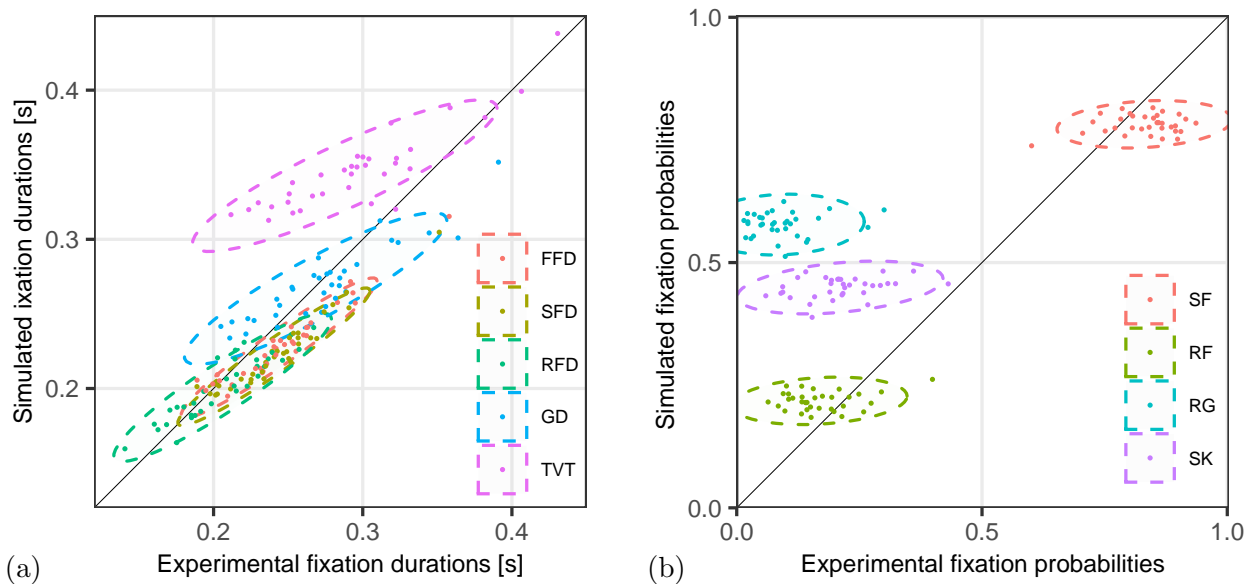 Simulated ixation durations [s]
0.4
0.3
0.2
FFD
SFD
RFD
GD
TVT
0.2 0.3 0.4
(a) Experimental fixation durations [s]
Simulated fixation probabilities
1.0
0.5
0.0
SF
RF
RG
SK
0.0 0.5 1.0
(b) Experimental fixation probabilities